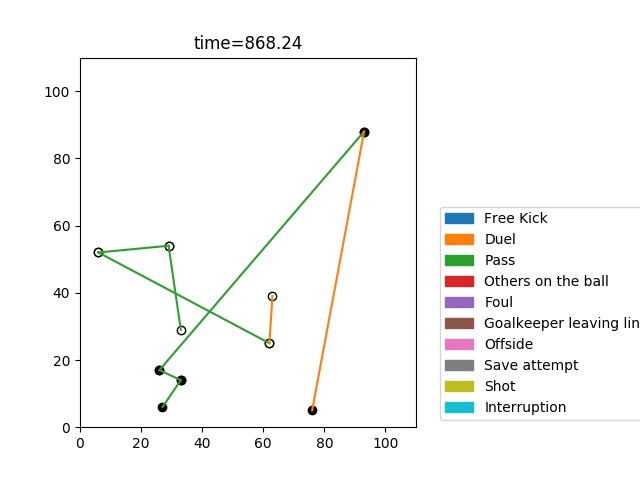 time=868.24
100
80
60
40
20
0
0 20 40 60 80 100
Free Kick
Duel
Pass
Others on the ball
Foul
Goalkeeper leaving lin
Offside
Save attempt
Shot
Interruption